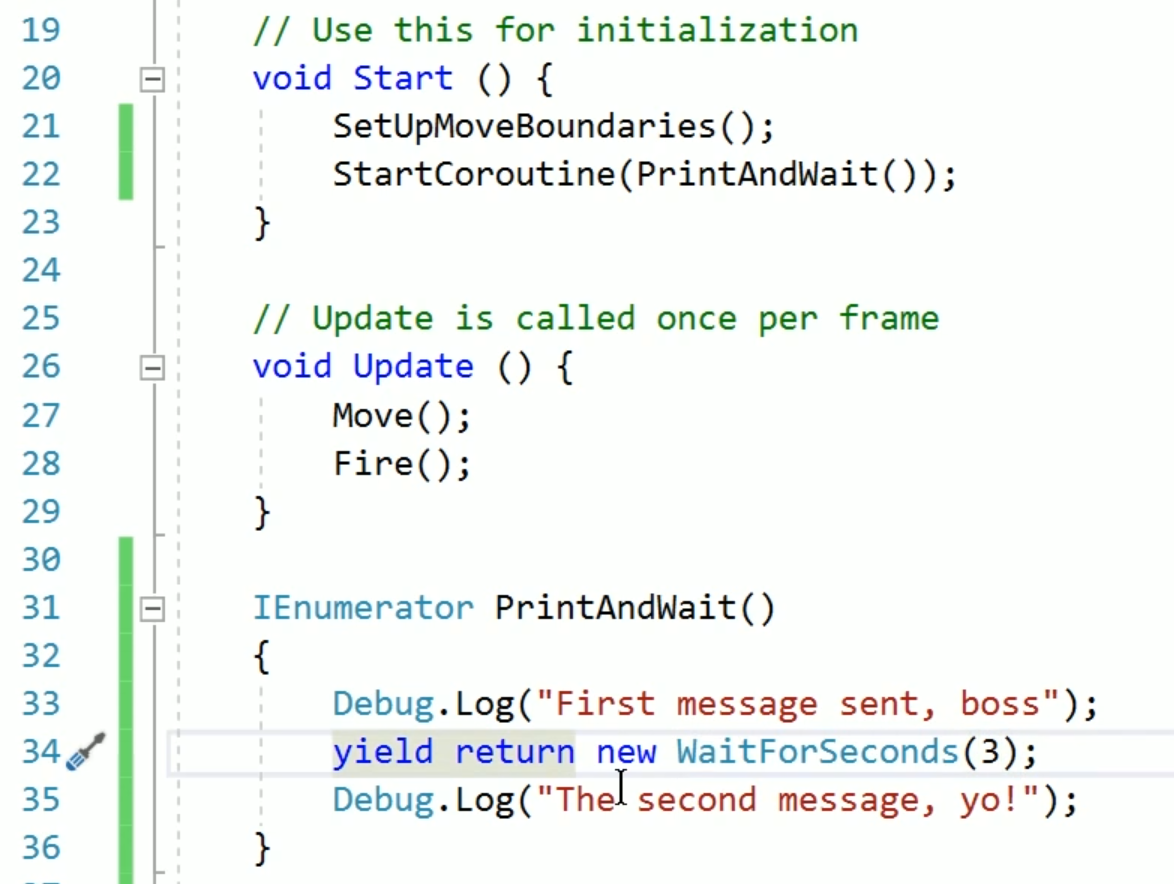 19 // Use this for initialization
20 void Start () {
21 SetUpMoveBoundaries();
22 StartCoroutine(PrintAndWait());
23 }
24
25 // Update is called once per frame
26 void Update () {
27 Move();
28 Fire();
29 }
30
31 IEnumerator PrintAndWait()
32 {
33 Debug.Log("First message sent, boss");
34 yield return new WaitForSeconds(3);
35 Debug.Log("The second message, yo!");
36 }